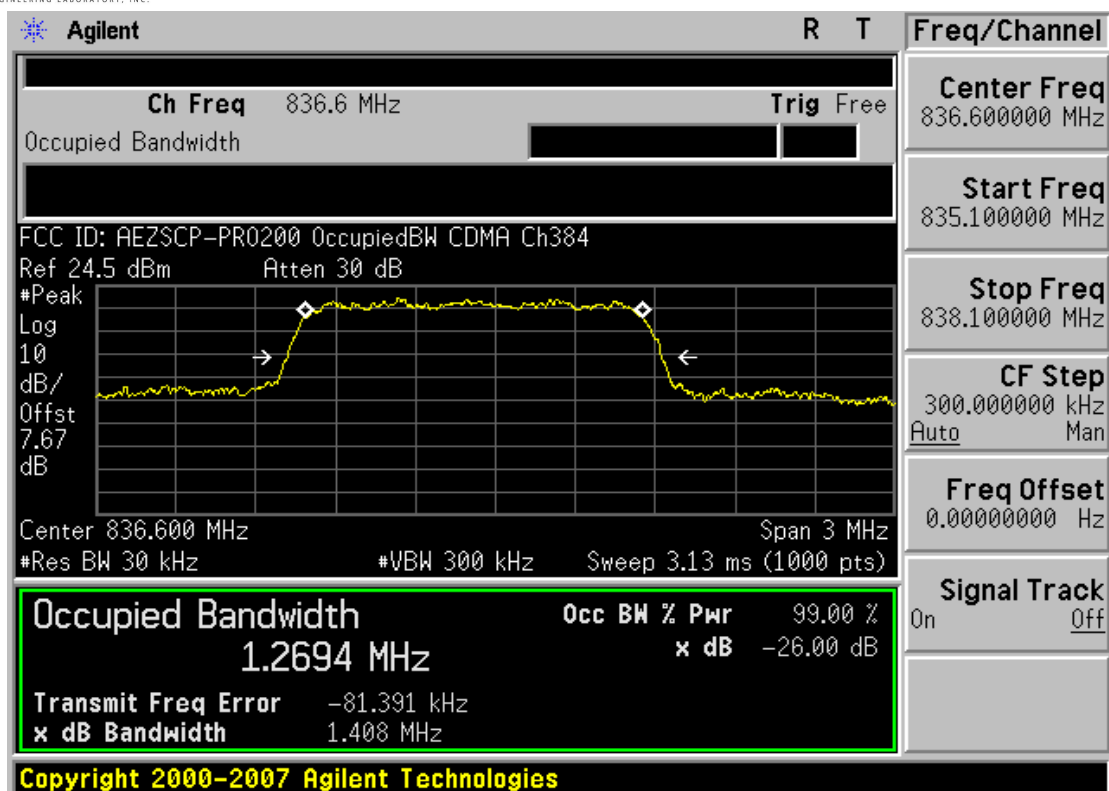 INEERING LABORATORY, INC.
Agilent R T Freq/Channel
Ch Freq 836.6 MHz Trig Free
Occupied Bandwidth
Center Freq
836.600000 MHz
Start Freq
835.100000 MHz
Stop Freq
838.100000 MHz
CF Step
300.000000 kHz
Auto Man
Freq Offset
0.00000000 Hz
Signal Track
On Off
FCC ID: AEZSCP-PRO200 OccupiedBW CDMA Ch384
Ref 24.5 dBm Atten 30 dB
#Peak
Log
10
dB/
Offst
7.67
dB
Center 836.600 MHz Span 3 MHz
#Res BW 30 kHz #VBW 300 kHz Sweep 3.13 ms (1000 pts)
Occupied Bandwidth Occ BW % Pwr 99.00 %
1.2694 MHz x dB -26.00 dB
Transmit Freq Error -81.391 kHz
x dB Bandwidth 1.408 MHz
Copyright 2000-2007 Agilent Technologies